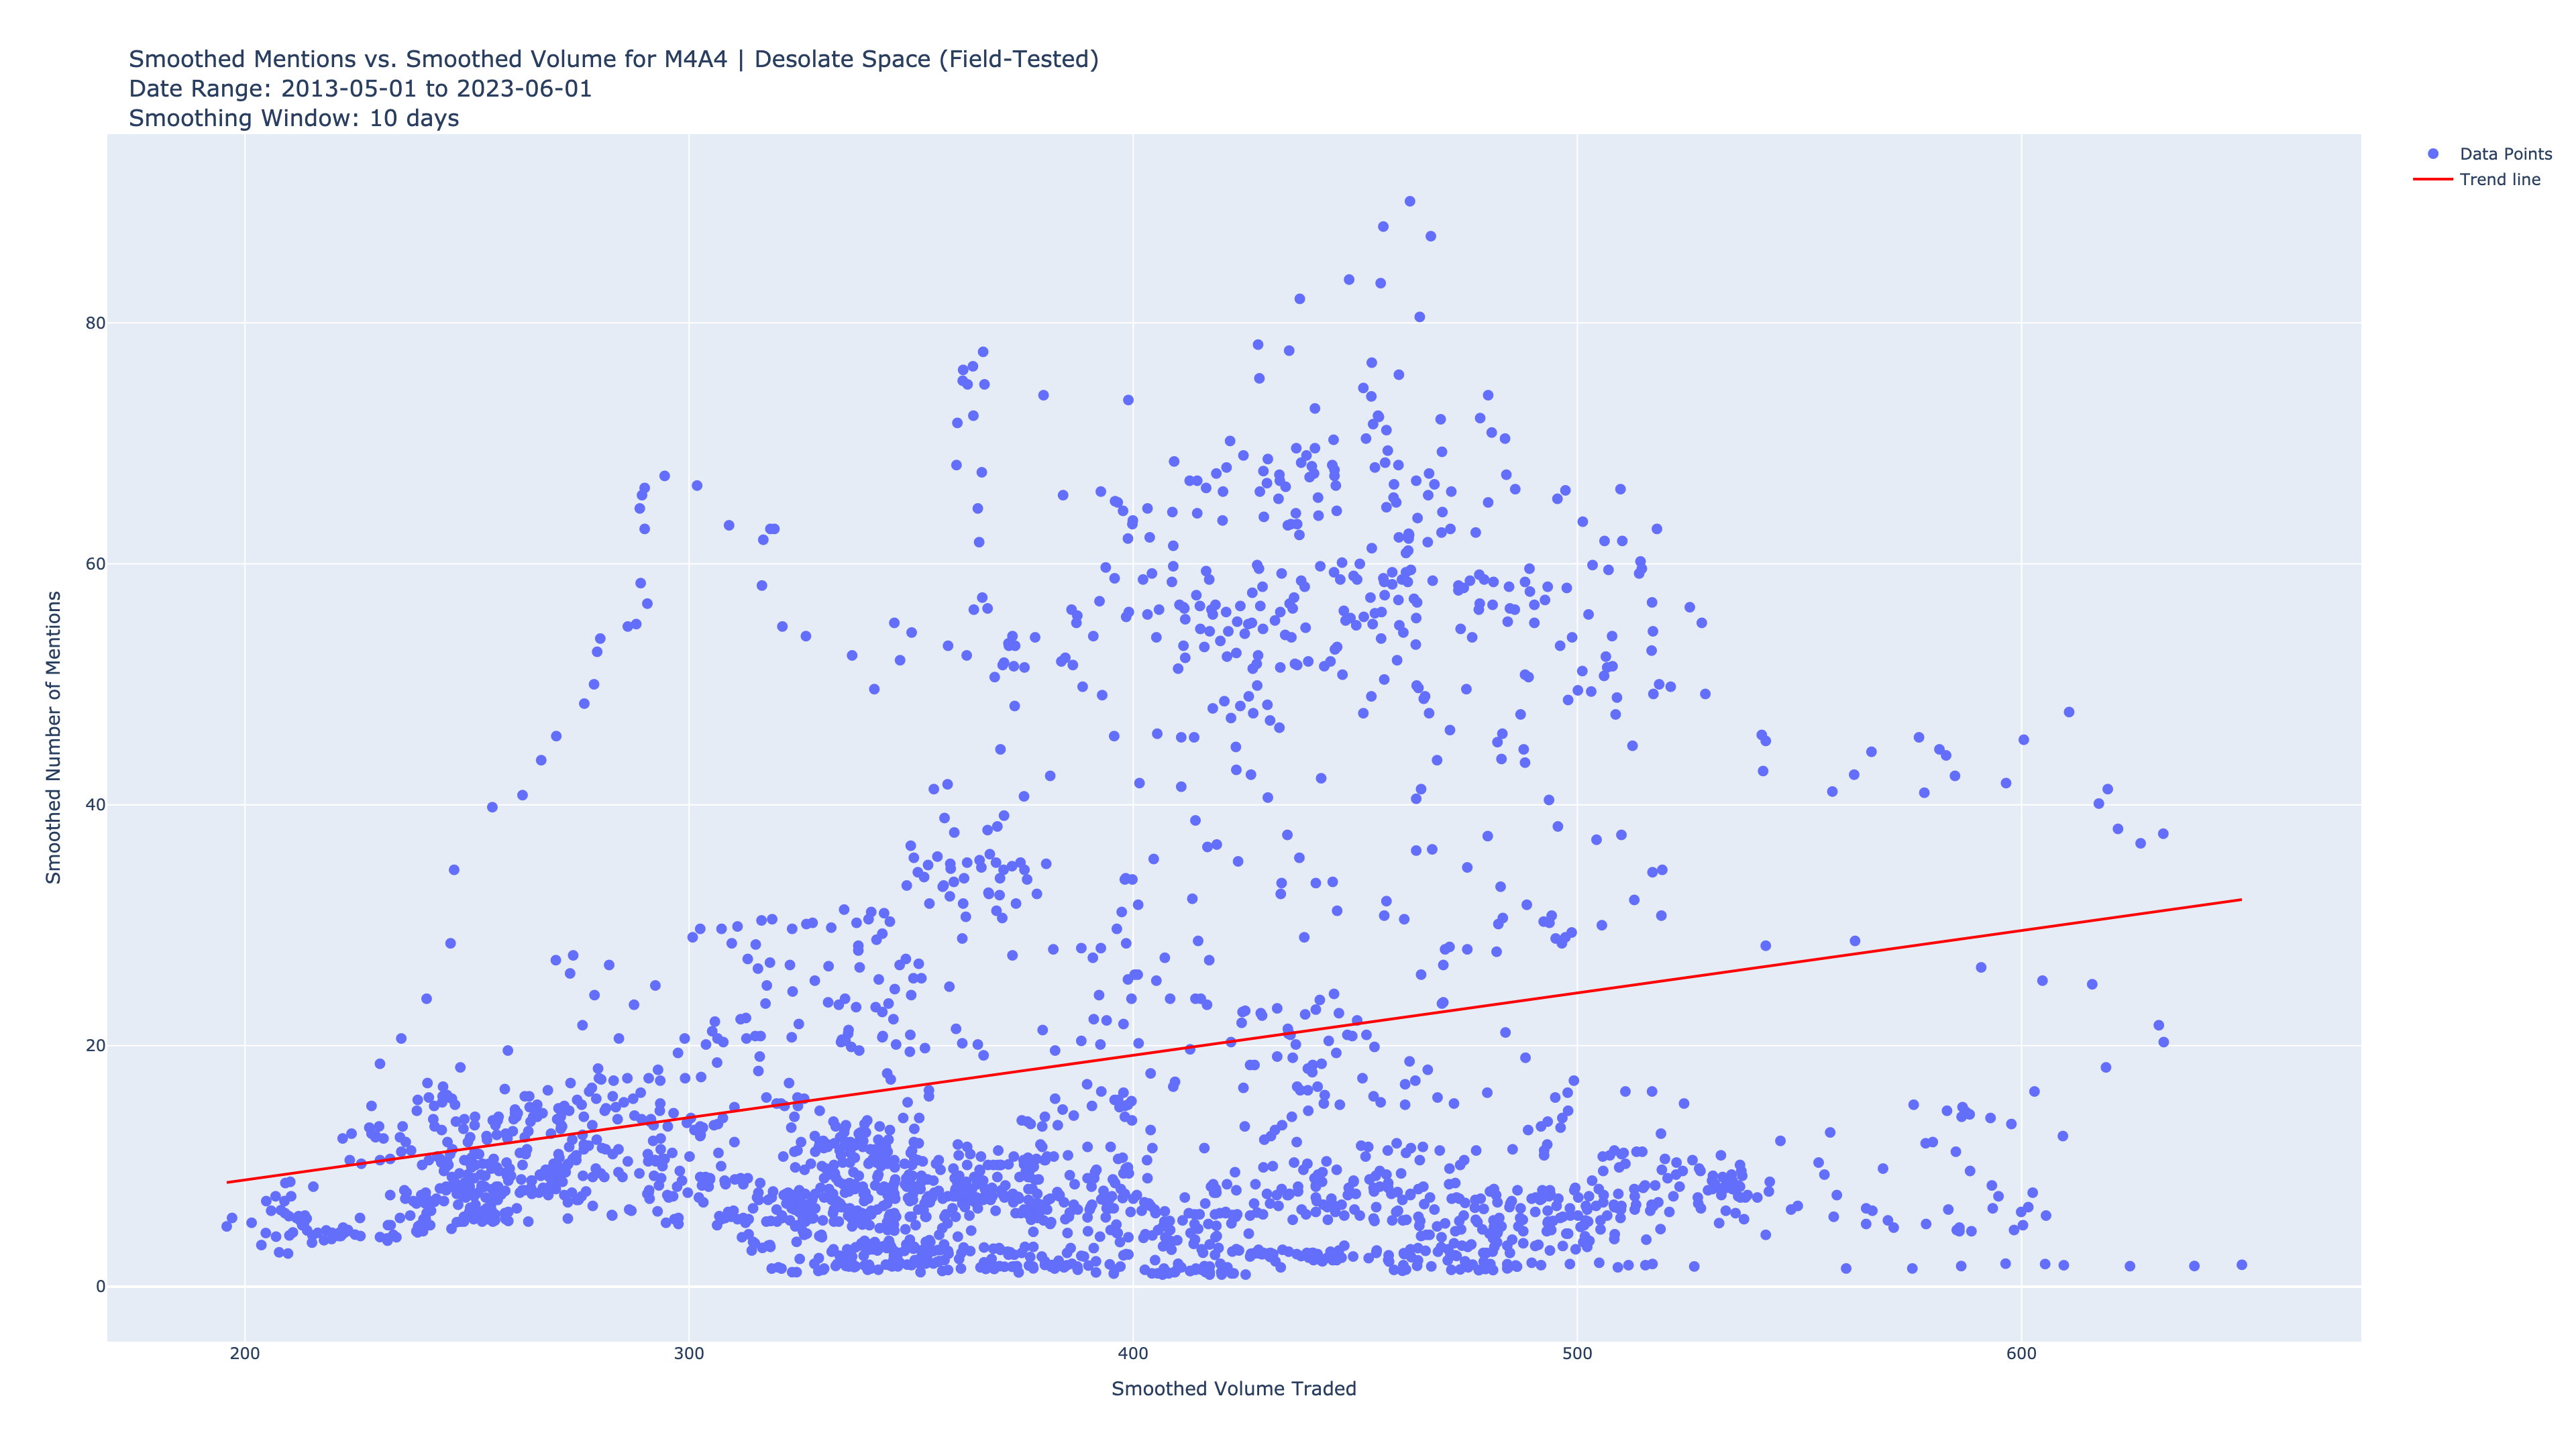 Smoothed Mentions vs. Smoothed Volume for M4A4 | Desolate Space (Field-Tested)
Date Range: 2013-05-01 to 2023-06-01
Smoothing Window: 10 days
Data Points
Trend line
80
60
40
20
0
Smoothed Number of Mentions
200
300
400
500
600
Smoothed Volume Traded